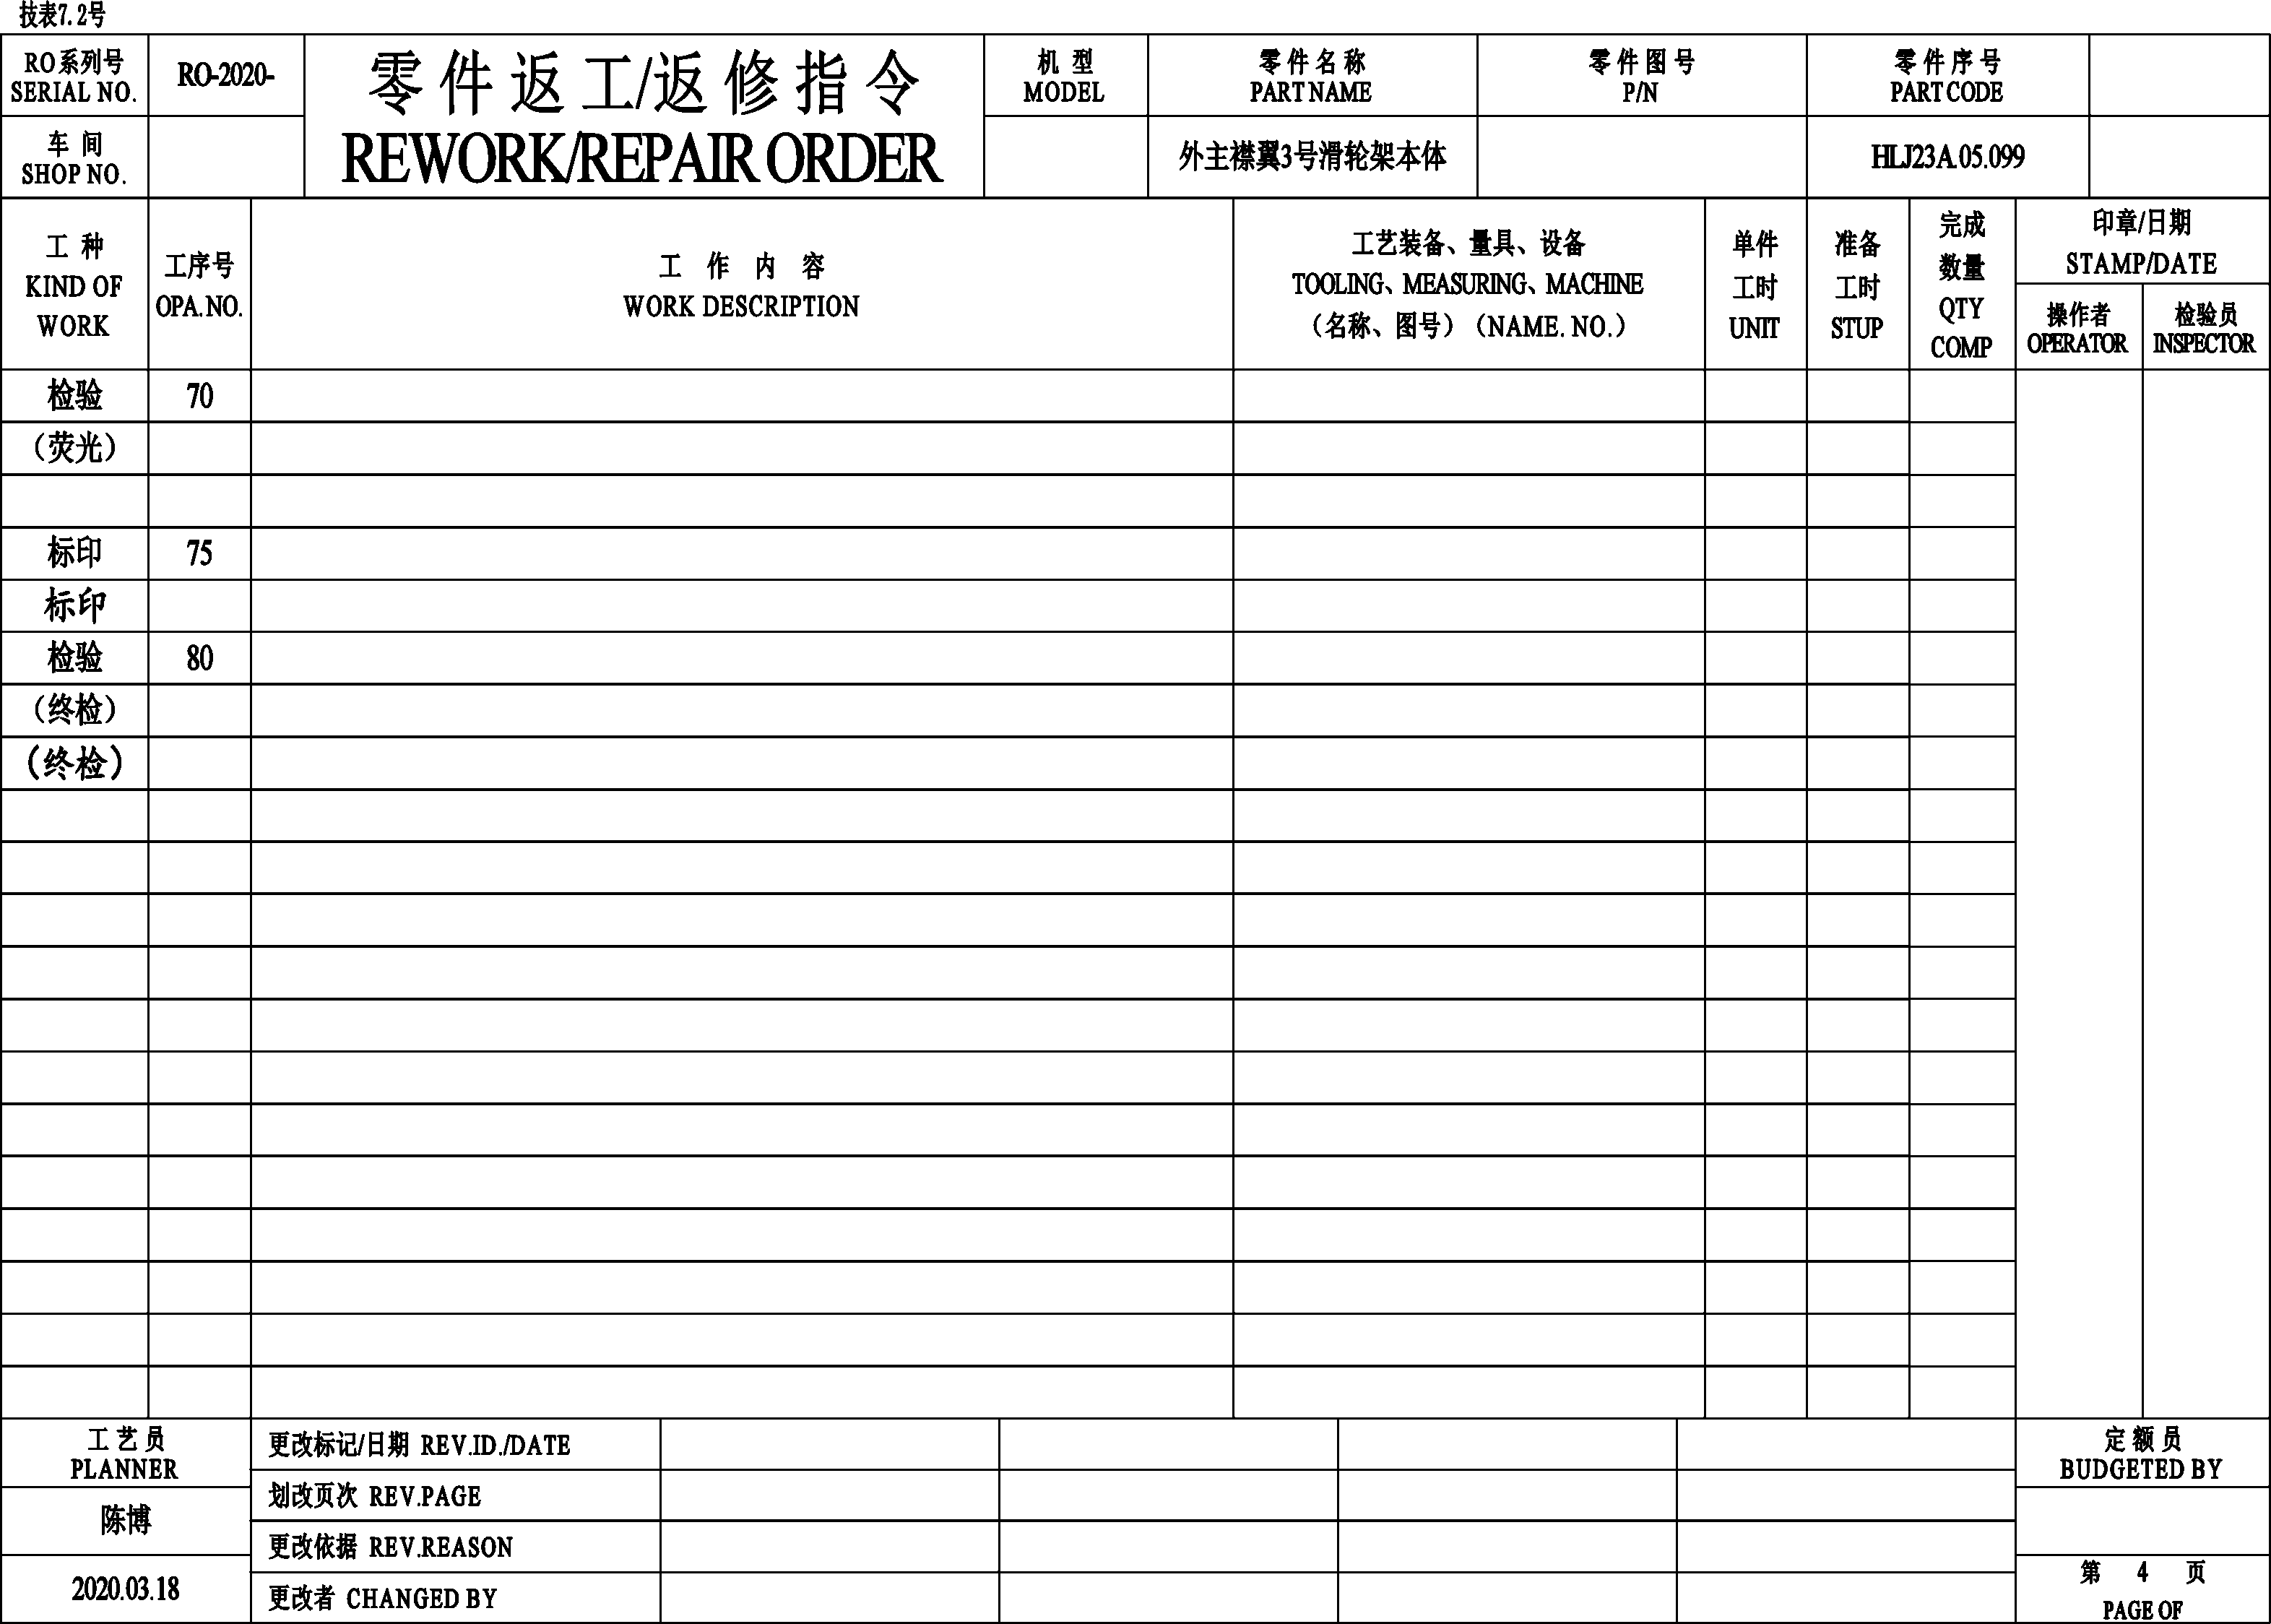 技表7.2号
RO系列号
SERIAL NO.
RO-2020-
零件返工/返修指令
REWORK/REPAIR ORDER
机 型
MODEL
零件名称
PART NAME
零件图号
P/N
零件序号
PART CODE
车 间
SHOP NO.
外主襟翼3号滑轮架本体
HLJ23A.05.099
工 种
KIND OF
WORK
工序号
OPA. NO.
工 作 内 容
WORK DESCRIPTION
工艺装备、量具、设备
TOOLING、MEASURING、MACHINE
（名称、图号）（NAME. NO.）
单件
工时
UNIT
准备
工时
STUP
完成
数量
QTY
COMP
印章/日期
STAMP/DATE
操作者
OPERATOR
检验员
INSPECTOR
检验 70
（荧光）
标印 75
标印
检验 80
（终检）
（终检）
工艺员
PLANNER
陈博
2020.03.18
更改标记/日期 REV.ID./DATE
划改页次 REV.PAGE
更改依据 REV.REASON
更改者 CHANGED BY
定额员
BUDGETED BY
第 4 页
PAGE OF